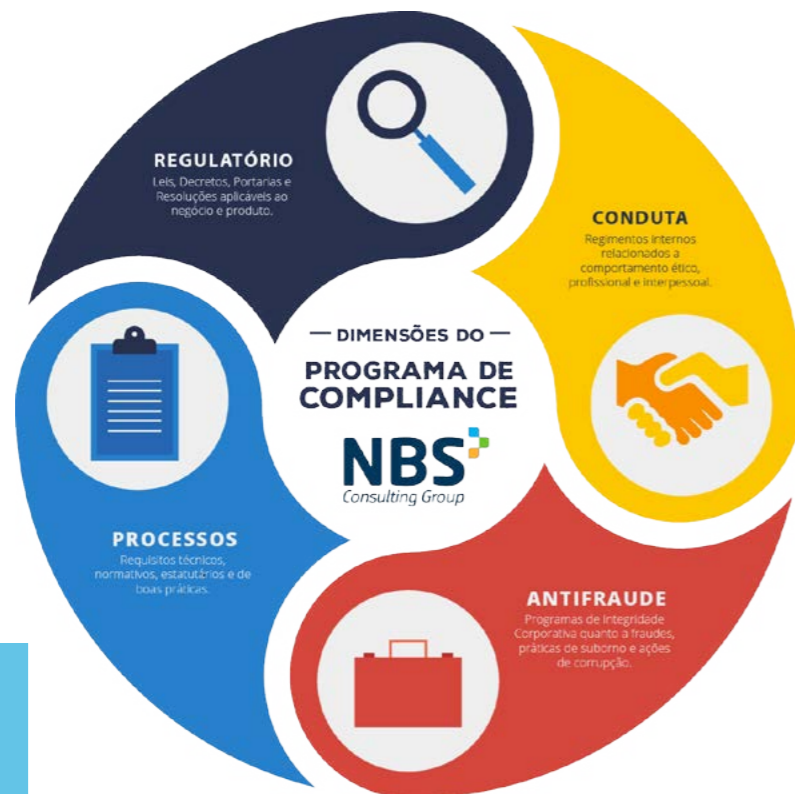 REGULATÓRIO
Leis, Decretos, Portarias e
Resoluções aplicáveis ao
negócio e produto.
CONDUTA
Regimentos internos
relacionados a
comportamento ético,
profissional e interpessoal.
— DIMENSÕES DO —
PROGRAMA DE
COMPLIANCE
NBS
Consulting Group
PROCESSOS
Requisitos técnicos,
normativos, estatutários e de
boas práticas.
ANTIFRAUDE
Programas de Integridade
Corporativa quanto a fraudes,
práticas de suborno e ações
de corrupção.